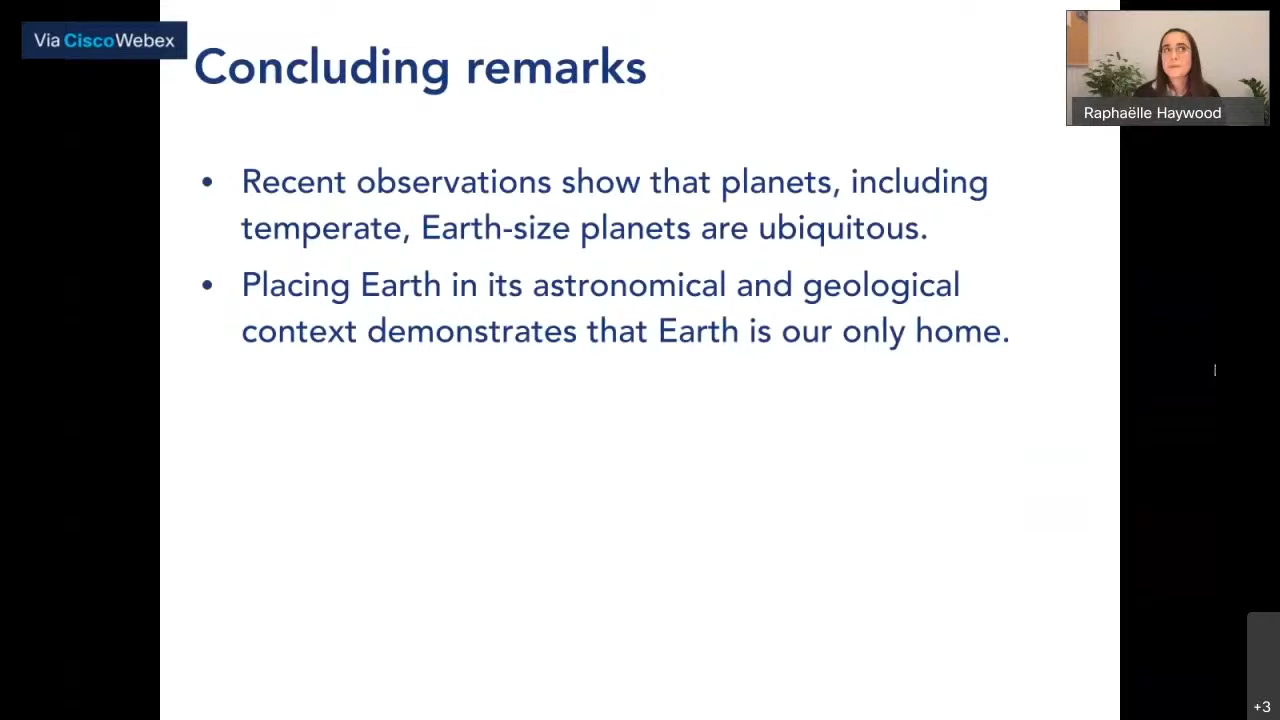 Via CiscoWebex
Concluding remarks
Raphaëlle Haywood
• Recent observations show that planets, including
temperate, Earth-size planets are ubiquitous.
• Placing Earth in its astronomical and geological
context demonstrates that Earth is our only home.
+3